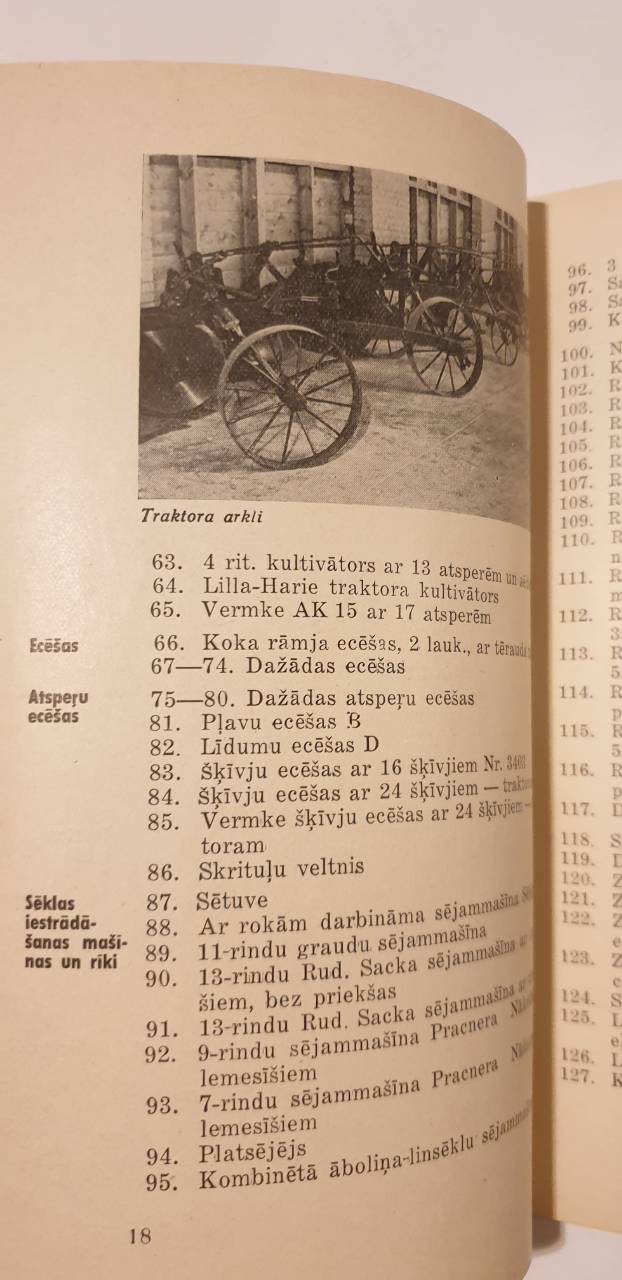 Traktora arkli
63. 4 rit. kultivātors ar 13 atsperēm un
64. Lilla-Harie traktora kultivātors
65. Vermke AK 15 ar 17 atsperēm
Ecēšas
66. Koka rāmja ecēšas, 2 lauk., ar tērauda
67—74. Dažādas ecēšas
Atspeŗu
ecēšas
75—80. Dažādas atspeŗu ecēšas
81. Pļavu ecēšas B
82. Līdumu ecēšas D
83. Šķīvju ecēšas ar 16 šķīvjiem Nr. 3403
84. Šķīvju ecēšas ar 24 šķīvjiem —
85. Vermke šķīvju ecēšas ar 24 šķīvjiem —
toram
86. Skrituļu veltnis
Sēklas
iestrādā-
šanas maši-
nas un rīki
87. Sētuve
88. Ar rokām darbināma sējammašīna
89. 11-rindu graudu sējammašīna
90. 13-rindu Rud. Sacka sējammašīna
šiem, bez priekšas
91. 13-rindu Rud. Sacka sējammašīna
92. 9-rindu sējammašīna Pracnera
lemesīšiem
93. 7-rindu sējammašīna Pracnera
lemesīšiem
94. Platsējējs
95. Kombinētā āboliņa-linsēklu
18
96. 3
97.
98.
99. K
100. N
101. K
102. R
103. R
104. R
105. R
106. R
107. R
108. R
109. R
110. R
111. R
112. R
113. R
114. R
115. R
116. R
117. D
118. S
119. D
120. Z
121. Z
122. Z
123. Z
124. S
125. L
126. L
127. K